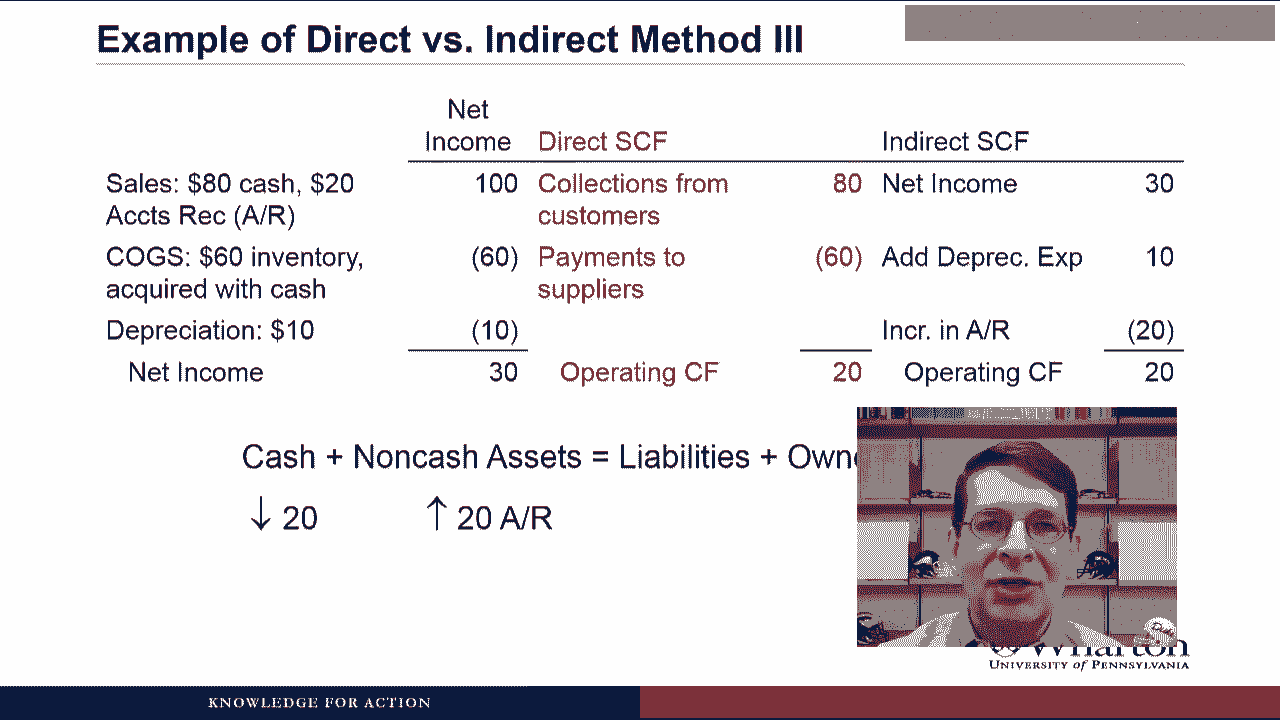 Example of Direct vs. Indirect Method III
Net
Income Direct SCF Indirect SCF
Sales: $80 cash, $20 100 Collections from 80 Net Income 30
Accts Rec (A/R) customers
COGS: $60 inventory, (60) Payments to (60) Add Deprec. Exp 10
acquired with cash suppliers
Depreciation: $10 (10) Incr. in A/R (20)
Net Income 30 Operating CF 20 Operating CF 20
Cash + Noncash Assets = Liabilities +
↓ 20 ↑ 20 A/R
Wharton
UNIVERSITY of PENNSYLVANIA
KNOWLEDGE FOR ACTION